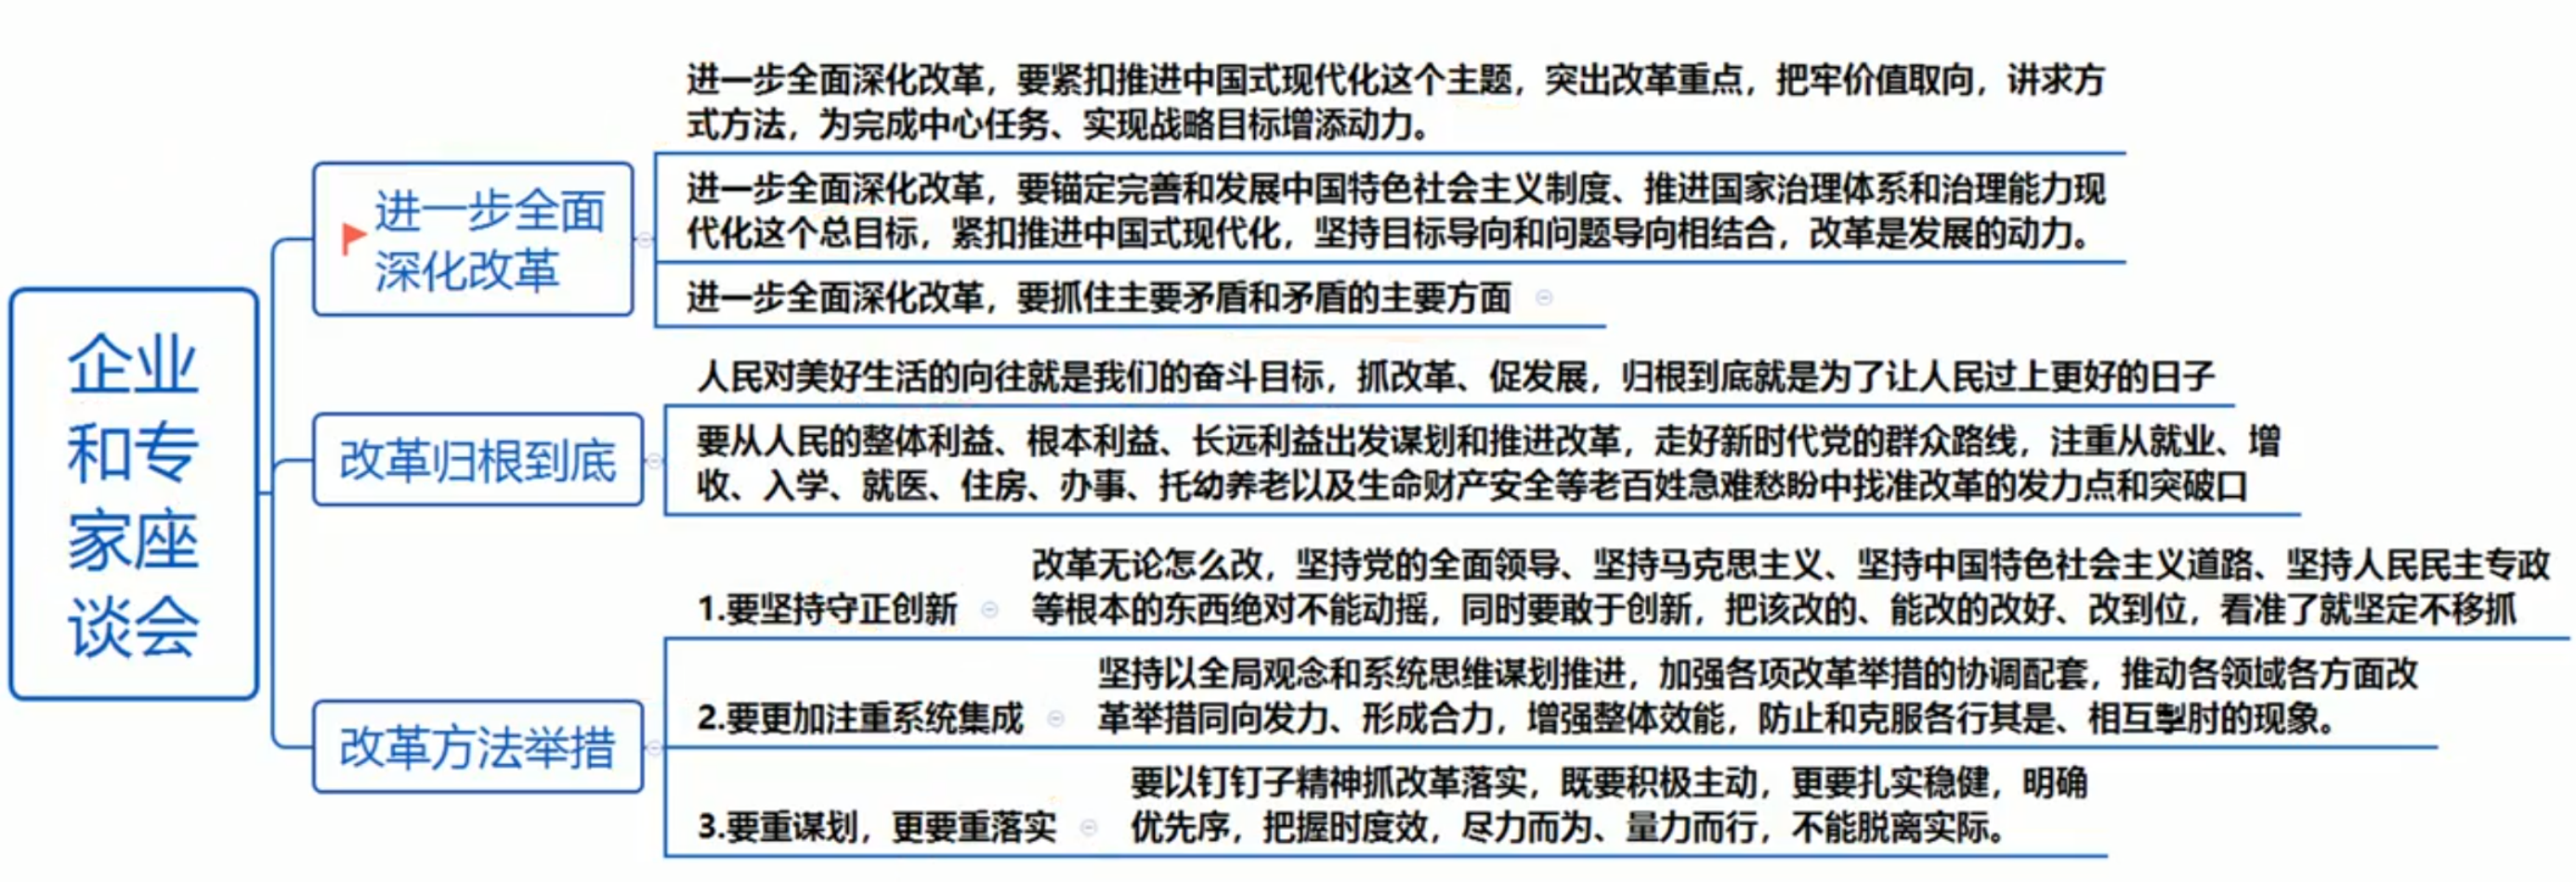 企业
和专
家座
谈会
进一步全面
深化改革
进一步全面深化改革，要紧扣推进中国式现代化这个主题，突出改革重点，把牢价值取向，讲求方
式方法，为完成中心任务、实现战略目标增添动力。
进一步全面深化改革，要锚定完善和发展中国特色社会主义制度、推进国家治理体系和治理能力现
代化这个总目标，紧扣推进中国式现代化，坚持目标导向和问题导向相结合，改革是发展的动力。
进一步全面深化改革，要抓住主要矛盾和矛盾的主要方面
改革归根到底
人民对美好生活的向往就是我们的奋斗目标，抓改革、促发展，归根到底就是为了让人民过上更好的日子
要从人民的整体利益、根本利益、长远利益出发谋划和推进改革，走好新时代党的群众路线，注重从就业、增
收、入学、就医、住房、办事、托幼养老以及生命财产安全等老百姓急难愁盼中找准改革的发力点和突破口
改革方法举措
1.要坚持守正创新
改革无论怎么改，坚持党的全面领导、坚持马克思主义、坚持中国特色社会主义道路、坚持人民民主专政
等根本的东西绝对不能动摇，同时要敢于创新，把该改的、能改的改好、改到位，看准了就坚定不移抓
2.要更加注重系统集成
坚持以全局观念和系统思维谋划推进，加强各项改革举措的协调配套，推动各领域各方面改
革举措同向发力、形成合力，增强整体效能，防止和克服各行其是、相互掣肘的现象。
3.要重谋划，更要重落实
要以钉钉子精神抓改革落实，既要积极主动，更要扎实稳健，明确
优先序，把握时度效，尽力而为、量力而行，不能脱离实际。